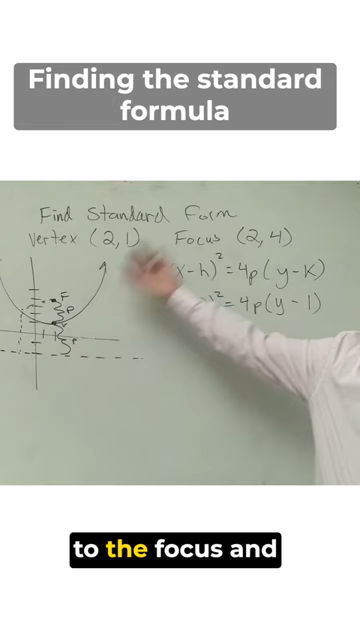 Finding the standard
formula
Find Standard Form
Vertex (2,1) Focus (2,4)
x-h)² = 4p(y-k)
)² = 4p(y-1)
F
P
V
P
to the focus and